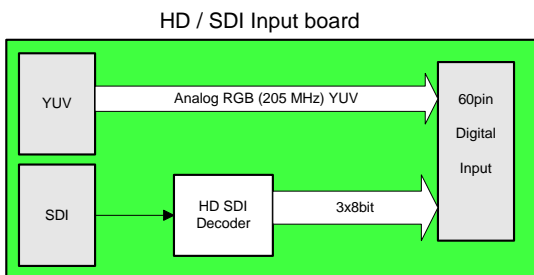 HD / SDI Input board
YUV
Analog RGB (205 MHz) YUV
60pin
Digital
Input
SDI
HD SDI
Decoder
3x8bit